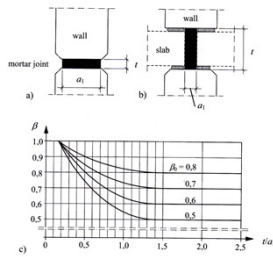 wall
mortar joint
t
a₁
a)
wall
slab
t
a₁
b)
β
1,0
0,9
0,8
0,7
0,6
0,5
β₀ = 0,8
0,7
0,6
0,5
0
0,5
1,0
1,5
2,0
2,5
t/a
c)